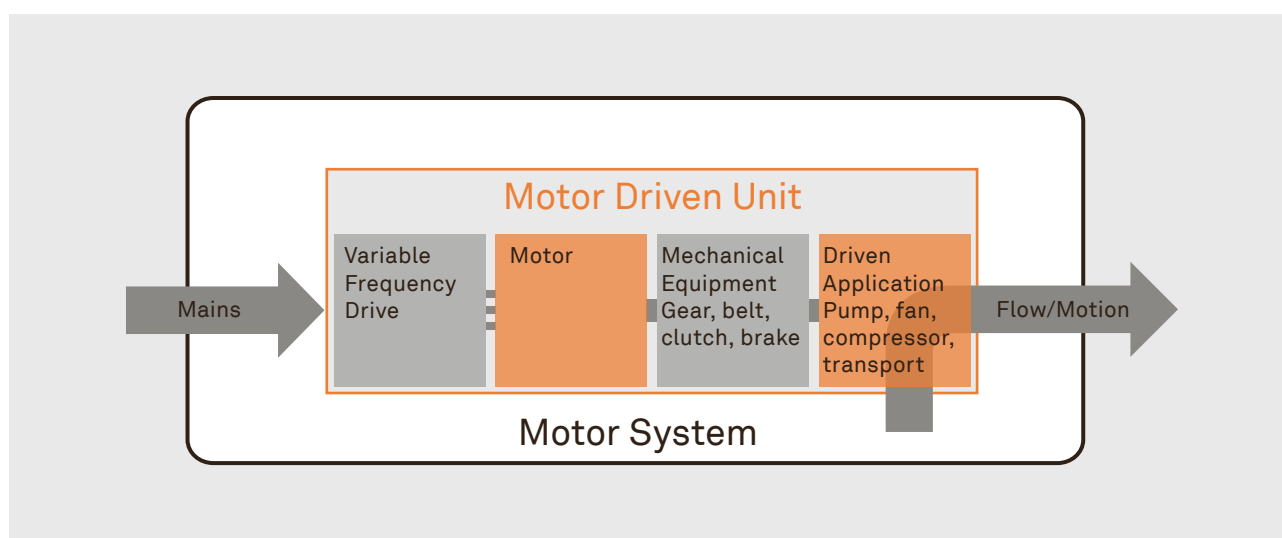 Motor Driven Unit
Mains
Variable
Frequency
Drive
Motor
Mechanical
Equipment
Gear, belt,
clutch, brake
Driven
Application
Pump, fan,
compressor,
transport
Flow/Motion
Motor System